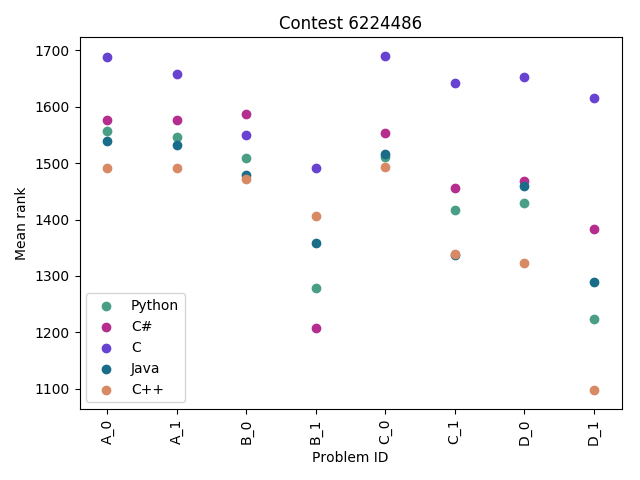 Contest 6224486
Mean rank
1700
1600
1500
1400
1300
1200
1100
Python
C#
C
Java
C++
A_0
A_1
B_0
B_1
C_0
C_1
D_0
D_1
Problem ID